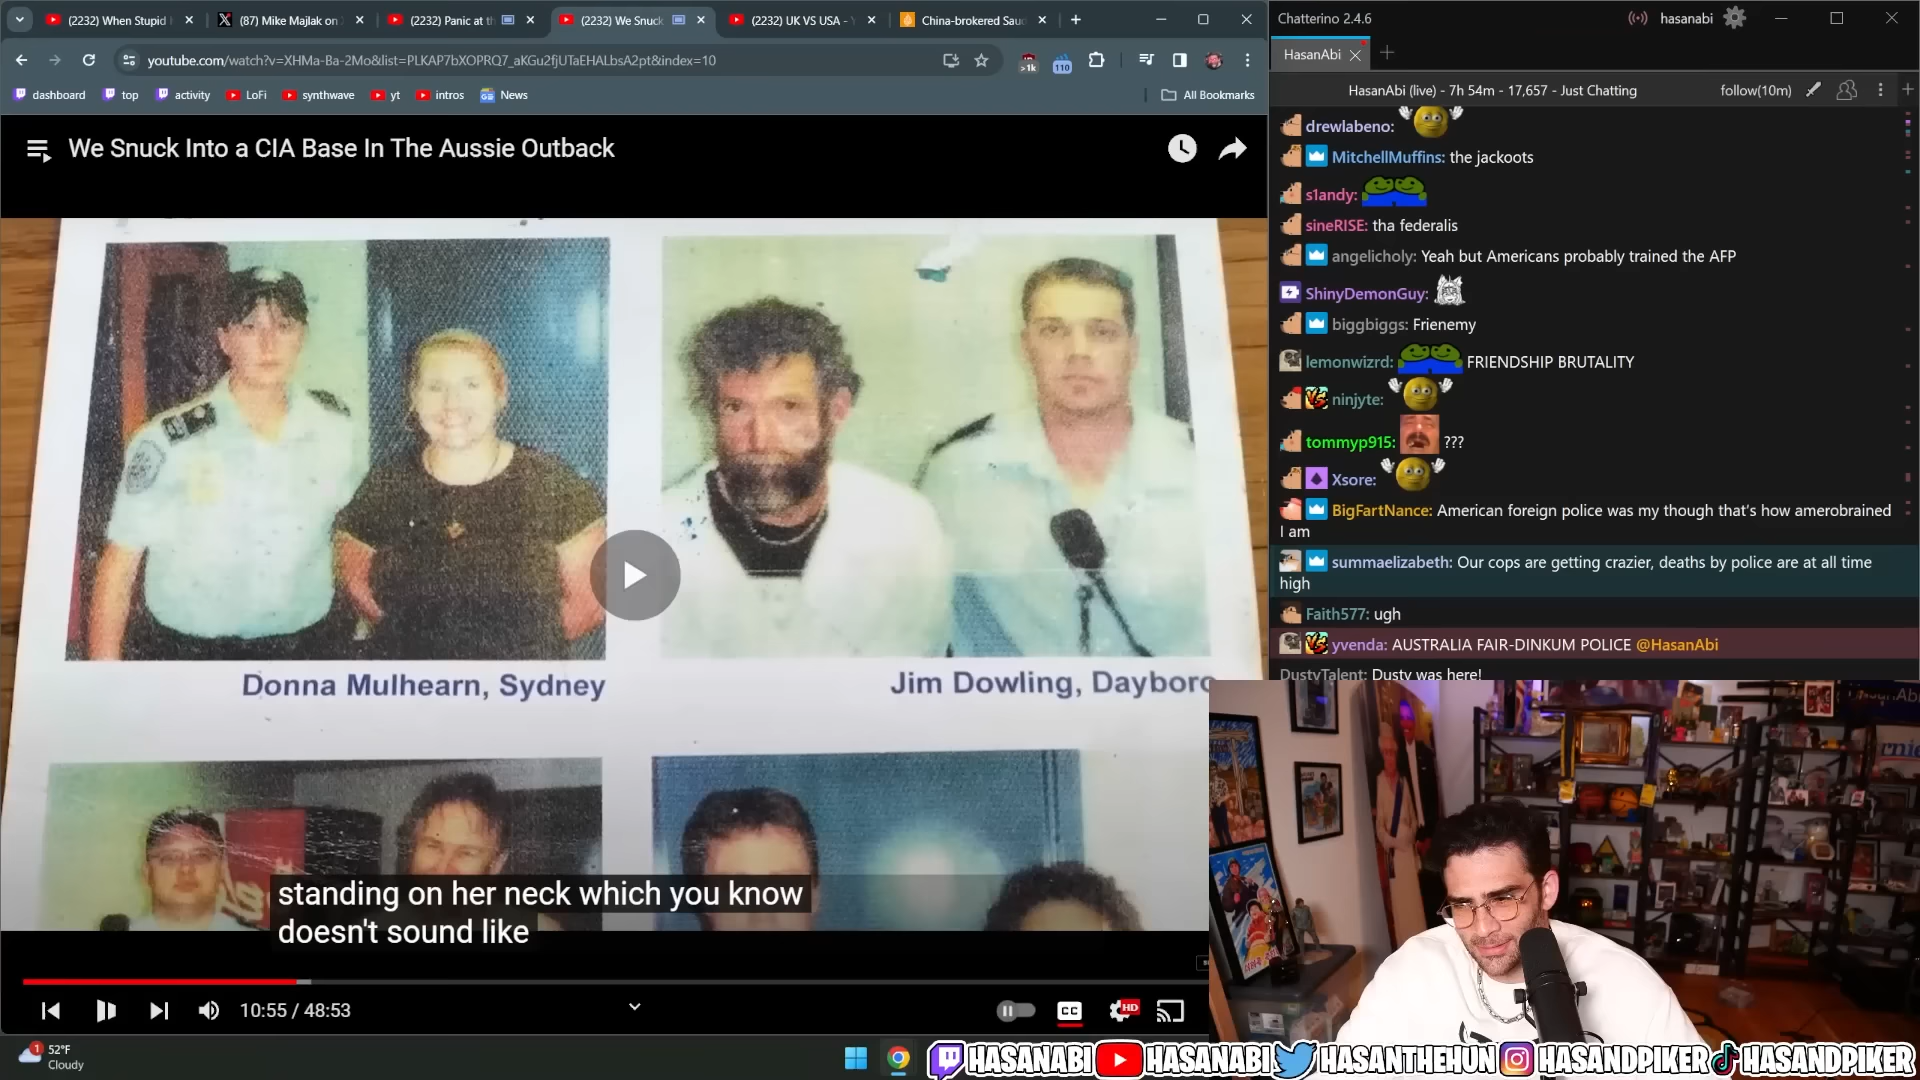 (2232) When Stupid
(87) Mike Majlak on
(2232) Panic at th
(2232) We Snuck
(2232) UK VS USA -
China-brokered Sau
youtube.com/watch?v=XHMa-Ba-2Mo&list=PLKAP7bXOPRQ7_aKGu2fjUTaEHALbsA2pt&index=10
>1k
110
dashboard
top
activity
LoFi
synthwave
yt
intros
News
All Bookmarks
We Snuck Into a CIA Base In The Aussie Outback
Donna Mulhearn, Sydney
Jim Dowling, Dayboro
standing on her neck which you know
doesn't sound like
10:55 / 48:53
CC
HD
1
52°F
Cloudy
Chatterino 2.4.6
hasanabi
HasanAbi
HasanAbi (live) - 7h 54m - 17,657 - Just Chatting
follow(10m)
drewlabeno:
MitchellMuffins: the jackoots
s1andy:
sineRISE: tha federalis
angelicholy: Yeah but Americans probably trained the AFP
ShinyDemonGuy:
biggbiggs: Frienemy
lemonwizrd: FRIENDSHIP BRUTALITY
ninjyte:
tommyp915: ???
Xsore:
BigFartNance: American foreign police was my though that's how amerobrained
I am
summaelizabeth: Our cops are getting crazier, deaths by police are at all time
high
Faith577: ugh
yvenda: AUSTRALIA FAIR-DINKUM POLICE @HasanAbi
DustyTalent: Dusty was here!
HASANABI
HASANABI
HASANTHEHUN
HASANDPIKER
HASANDPIKER